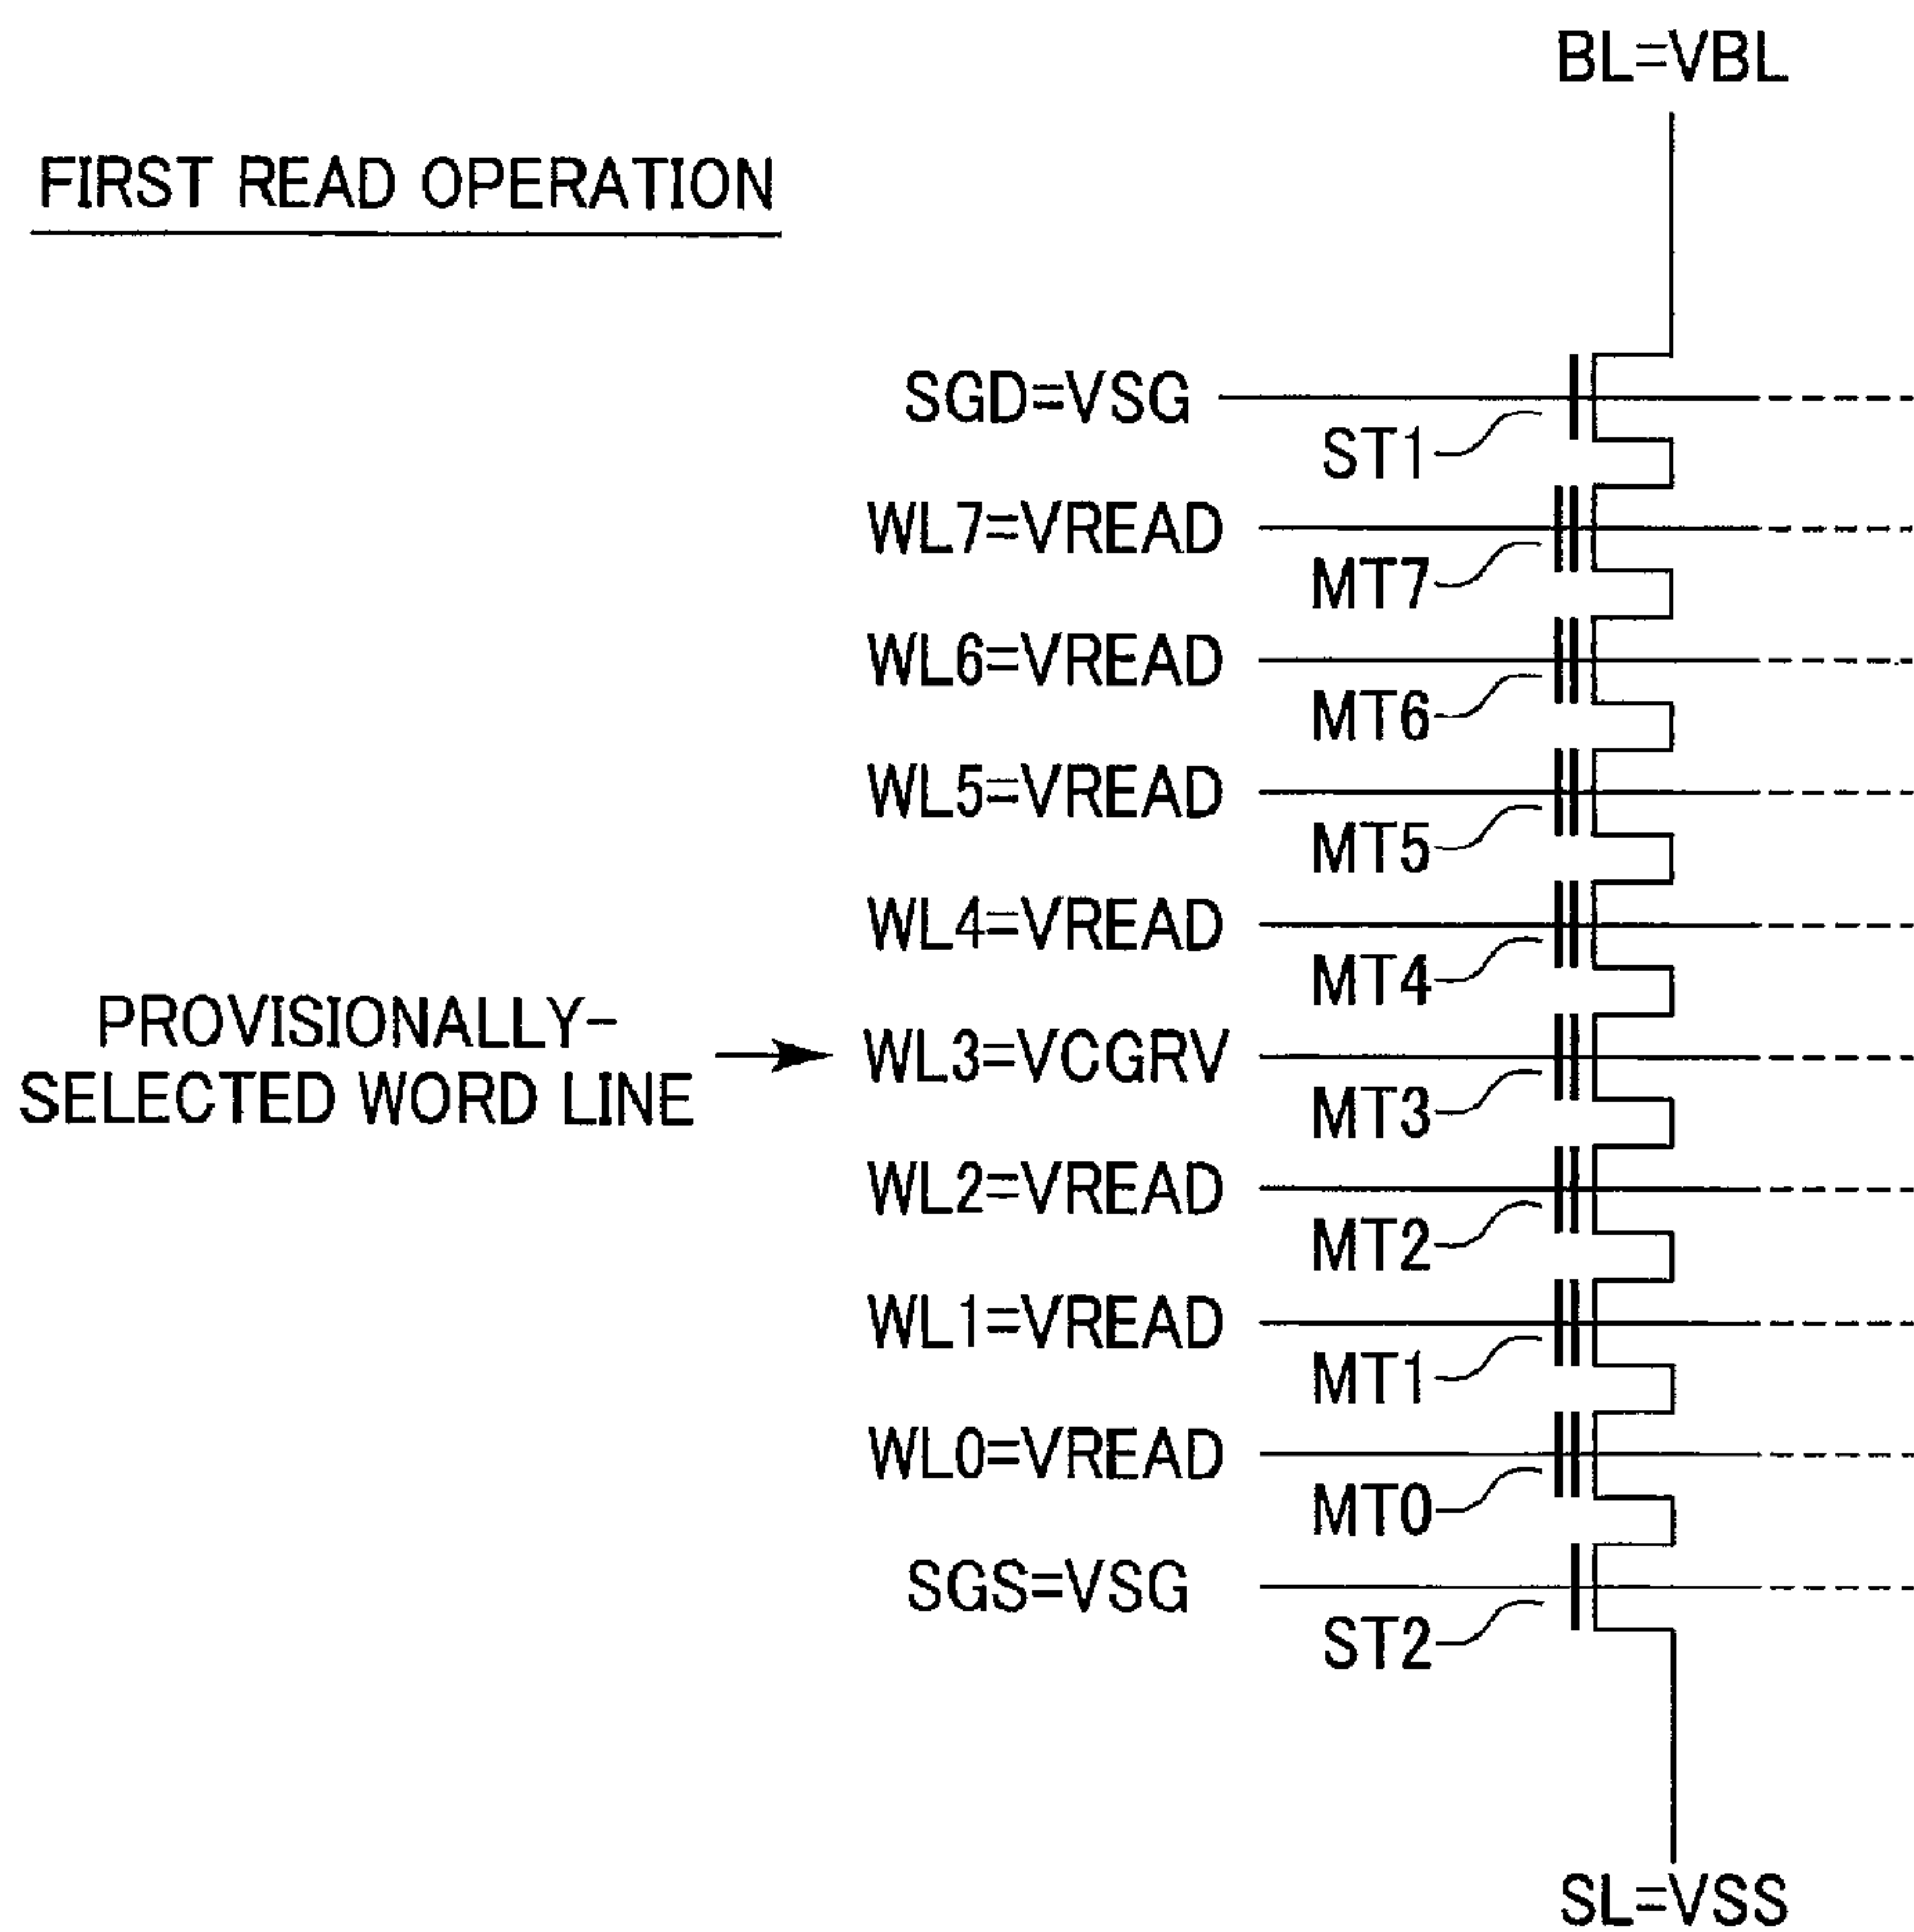 BL=VBL
FIRST READ OPERATION
SGD=VSG
ST1
WL7=VREAD
MT7
WL6=VREAD
MT6
WL5=VREAD
MT5
WL4=VREAD
MT4
PROVISIONALLY-
SELECTED WORD LINE
WL3=VCGRV
MT3
WL2=VREAD
MT2
WL1=VREAD
MT1
WL0=VREAD
MT0
SGS=VSG
ST2
SL=VSS